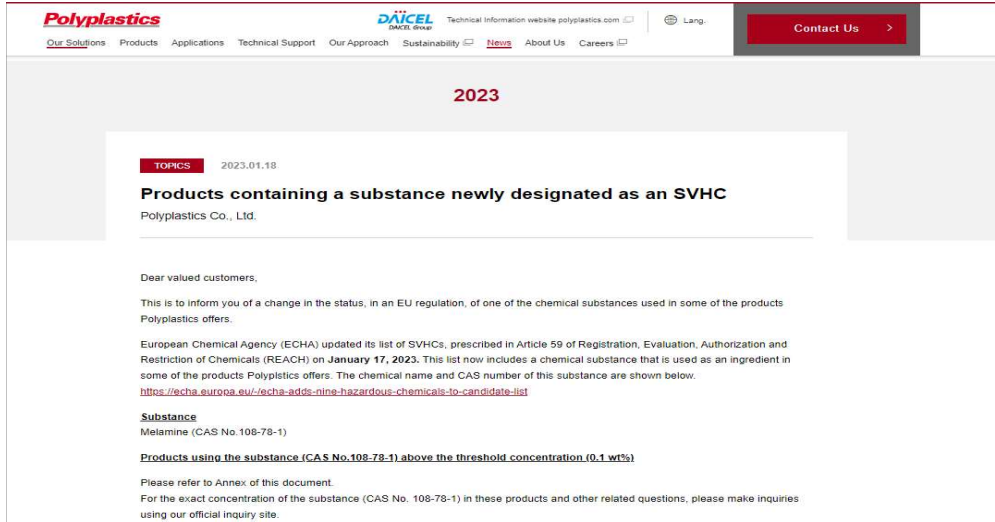 Polyplastics
DAICEL
DAICEL Group
Technical Information website polyplastics.com
Lang.
Contact Us >
Our Solutions Products Applications Technical Support Our Approach Sustainability News About Us Careers
2023
TOPICS 2023.01.18
Products containing a substance newly designated as an SVHC
Polyplastics Co., Ltd.
Dear valued customers,
This is to inform you of a change in the status, in an EU regulation, of one of the chemical substances used in some of the products
Polyplastics offers.
European Chemical Agency (ECHA) updated its list of SVHCs, prescribed in Article 59 of Registration, Evaluation, Authorization and
Restriction of Chemicals (REACH) on January 17, 2023. This list now includes a chemical substance that is used as an ingredient in
some of the products Polyplstics offers. The chemical name and CAS number of this substance are shown below.
https://echa.europa.eu/-/echa-adds-nine-hazardous-chemicals-to-candidate-list
Substance
Melamine (CAS No.108-78-1)
Products using the substance (CAS No.108-78-1) above the threshold concentration (0.1 wt%)
Please refer to Annex of this document.
For the exact concentration of the substance (CAS No. 108-78-1) in these products and other related questions, please make inquiries
using our official inquiry site.